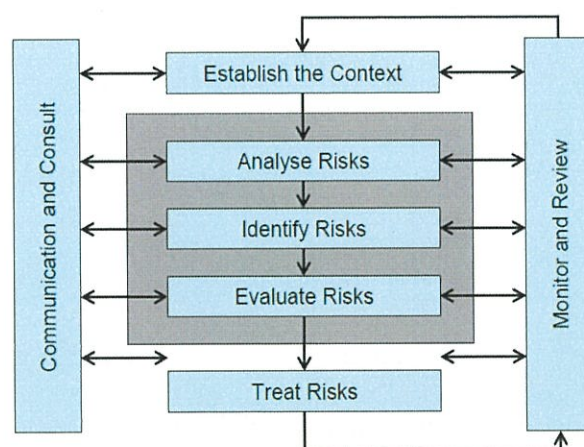 Establish the Context
Analyse Risks
Identify Risks
Evaluate Risks
Treat Risks
Communication and Consult
Monitor and Review